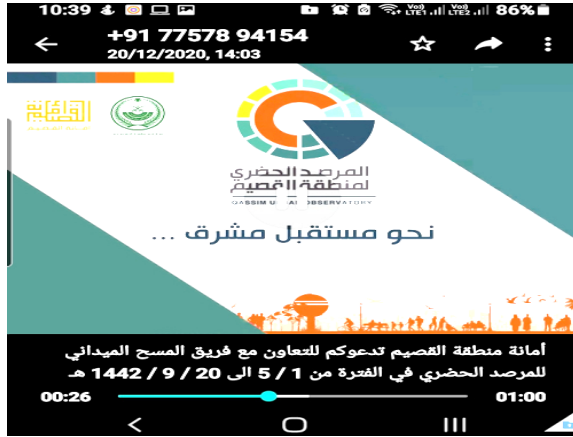 10:39
86%
+91 77578 94154
20/12/2020, 14:03
المرصد الحضري
لمنطقة القصيم
QASSIM URBAN OBSERVATORY
نحو مستقبل مشرق ...
أمانة منطقة القصيم تدعوكم للتعاون مع فريق المسح الميداني
للمرصد الحضري في الفترة من 1 / 5 الى 20 / 9 / 1442 هـ
00:26
01:00